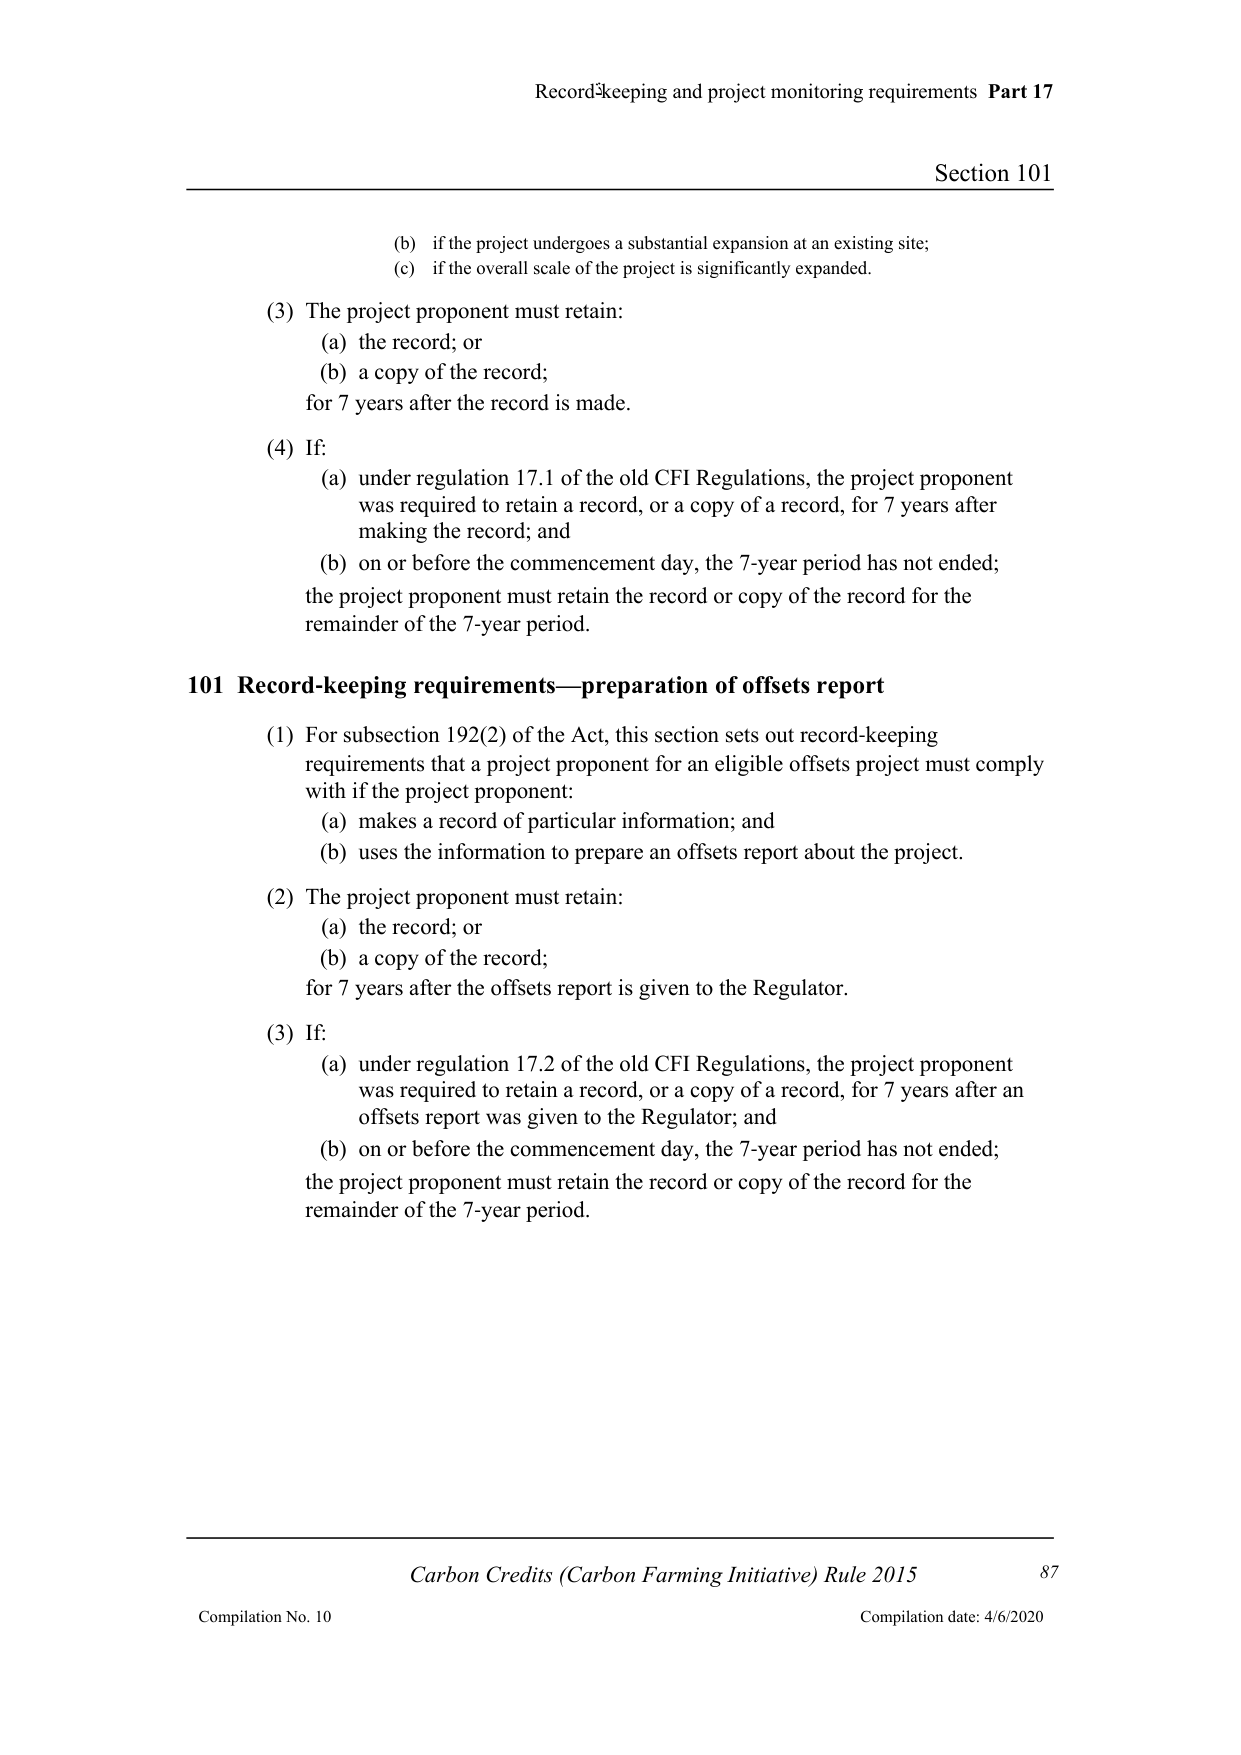 Record-keeping and project monitoring requirements Part 17
Section 101
(b) if the project undergoes a substantial expansion at an existing site;
(c) if the overall scale of the project is significantly expanded.
(3) The project proponent must retain:
(a) the record; or
(b) a copy of the record;
for 7 years after the record is made.
(4) If:
(a) under regulation 17.1 of the old CFI Regulations, the project proponent
was required to retain a record, or a copy of a record, for 7 years after
making the record; and
(b) on or before the commencement day, the 7-year period has not ended;
the project proponent must retain the record or copy of the record for the
remainder of the 7-year period.
101 Record-keeping requirements—preparation of offsets report
(1) For subsection 192(2) of the Act, this section sets out record-keeping
requirements that a project proponent for an eligible offsets project must comply
with if the project proponent:
(a) makes a record of particular information; and
(b) uses the information to prepare an offsets report about the project.
(2) The project proponent must retain:
(a) the record; or
(b) a copy of the record;
for 7 years after the offsets report is given to the Regulator.
(3) If:
(a) under regulation 17.2 of the old CFI Regulations, the project proponent
was required to retain a record, or a copy of a record, for 7 years after an
offsets report was given to the Regulator; and
(b) on or before the commencement day, the 7-year period has not ended;
the project proponent must retain the record or copy of the record for the
remainder of the 7-year period.
Carbon Credits (Carbon Farming Initiative) Rule 2015 87
Compilation No. 10 Compilation date: 4/6/2020